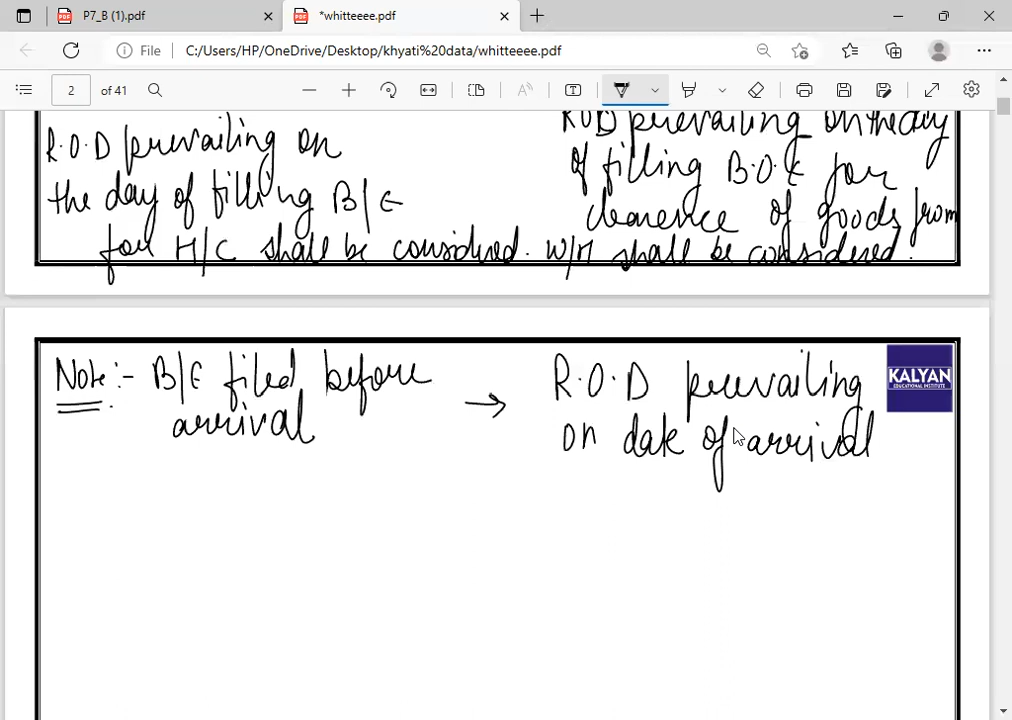 P7_B (1).pdf
*whitteeee.pdf
File
C:/Users/HP/OneDrive/Desktop/khyati%20data/whitteeee.pdf
2 of 41
R.O.D prevailing on
the day of filling B/E
for H/C shall be considered.
ROD prevailing on the day
of filling B.O.E for
clearence of goods from
W/H shall be considered.
Note:- B/E filed before
arrival
→
R.O.D prevailing
on date of arrival
KALYAN
EDUCATIONAL INSTITUTE